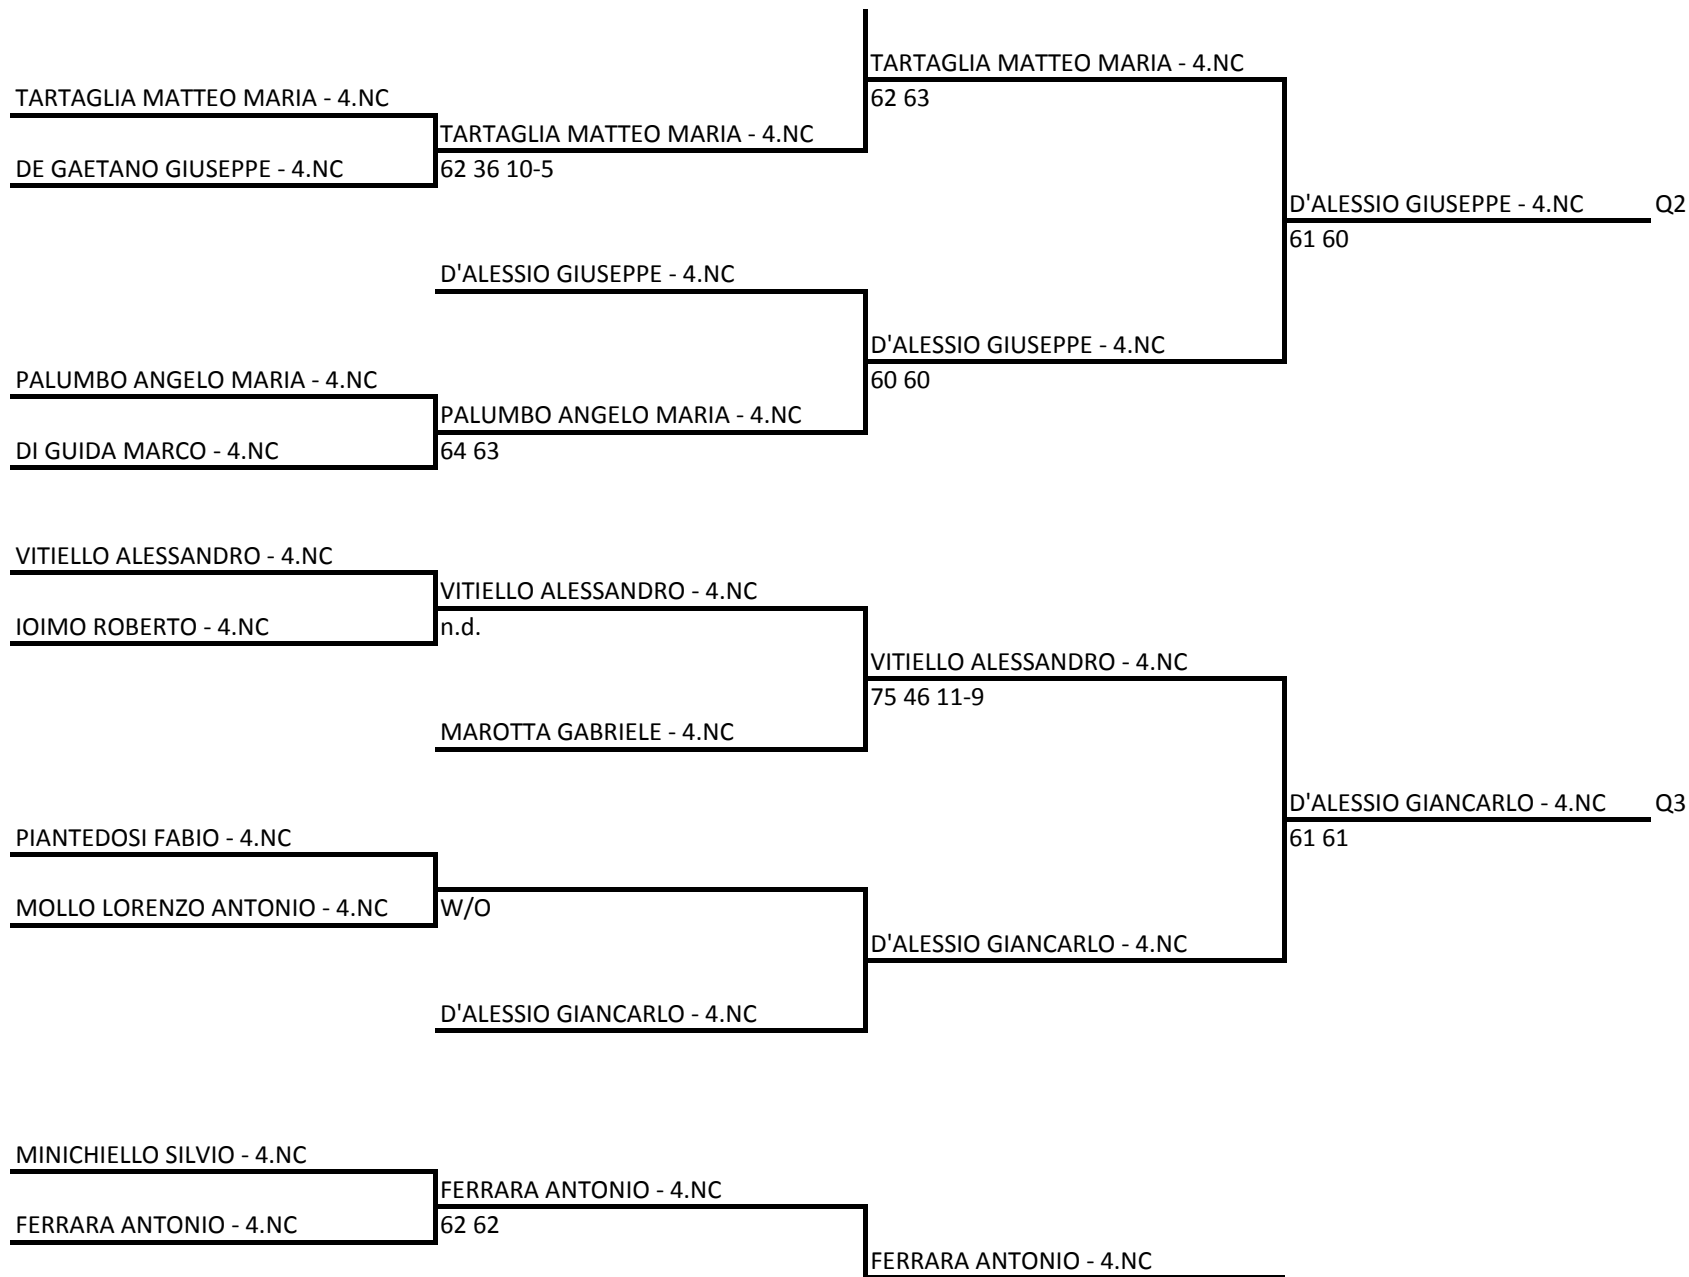 TARTAGLIA MATTEO MARIA - 4.NC
TARTAGLIA MATTEO MARIA - 4.NC
62 63
TARTAGLIA MATTEO MARIA - 4.NC
DE GAETANO GIUSEPPE - 4.NC
62 36 10-5
D'ALESSIO GIUSEPPE - 4.NC Q2
61 60
D'ALESSIO GIUSEPPE - 4.NC
D'ALESSIO GIUSEPPE - 4.NC
PALUMBO ANGELO MARIA - 4.NC
60 60
PALUMBO ANGELO MARIA - 4.NC
DI GUIDA MARCO - 4.NC
64 63
VITIELLO ALESSANDRO - 4.NC
VITIELLO ALESSANDRO - 4.NC
IOIMO ROBERTO - 4.NC
n.d.
VITIELLO ALESSANDRO - 4.NC
75 46 11-9
MAROTTA GABRIELE - 4.NC
D'ALESSIO GIANCARLO - 4.NC Q3
PIANTEDOSI FABIO - 4.NC
61 61
MOLLO LORENZO ANTONIO - 4.NC
W/O
D'ALESSIO GIANCARLO - 4.NC
D'ALESSIO GIANCARLO - 4.NC
MINICHIELLO SILVIO - 4.NC
FERRARA ANTONIO - 4.NC
FERRARA ANTONIO - 4.NC
62 62
FERRARA ANTONIO - 4.NC